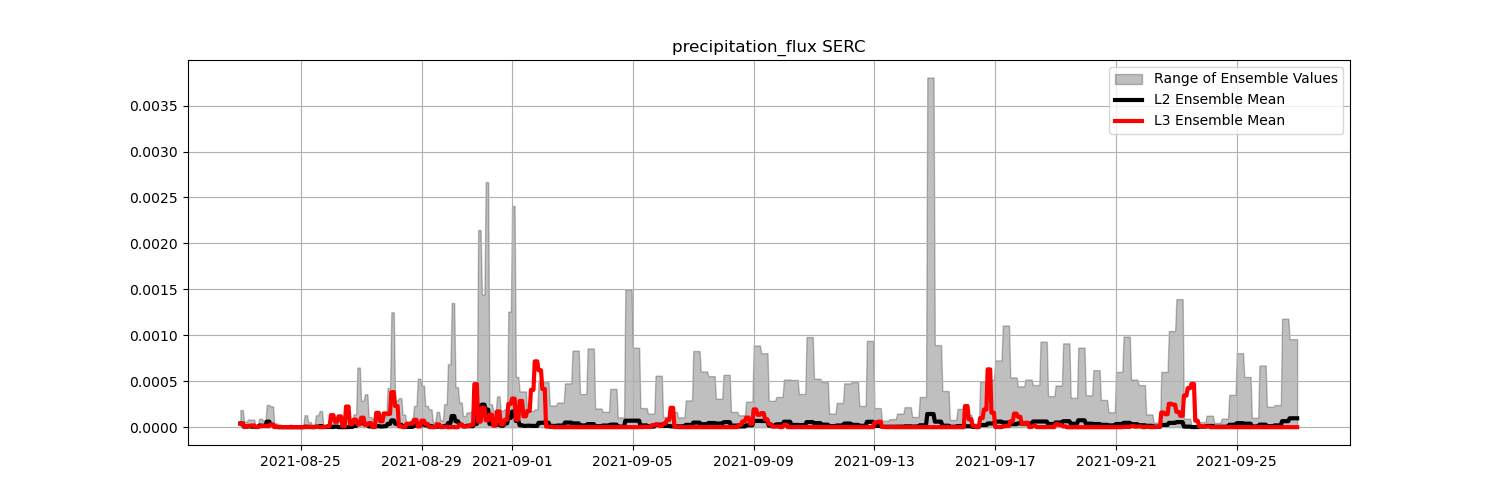 precipitation_flux SERC
Range of Ensemble Values
L2 Ensemble Mean
L3 Ensemble Mean
0.0035
0.0030
0.0025
0.0020
0.0015
0.0010
0.0005
0.0000
2021-08-25 2021-08-29 2021-09-01 2021-09-05 2021-09-09 2021-09-13 2021-09-17 2021-09-21 2021-09-25